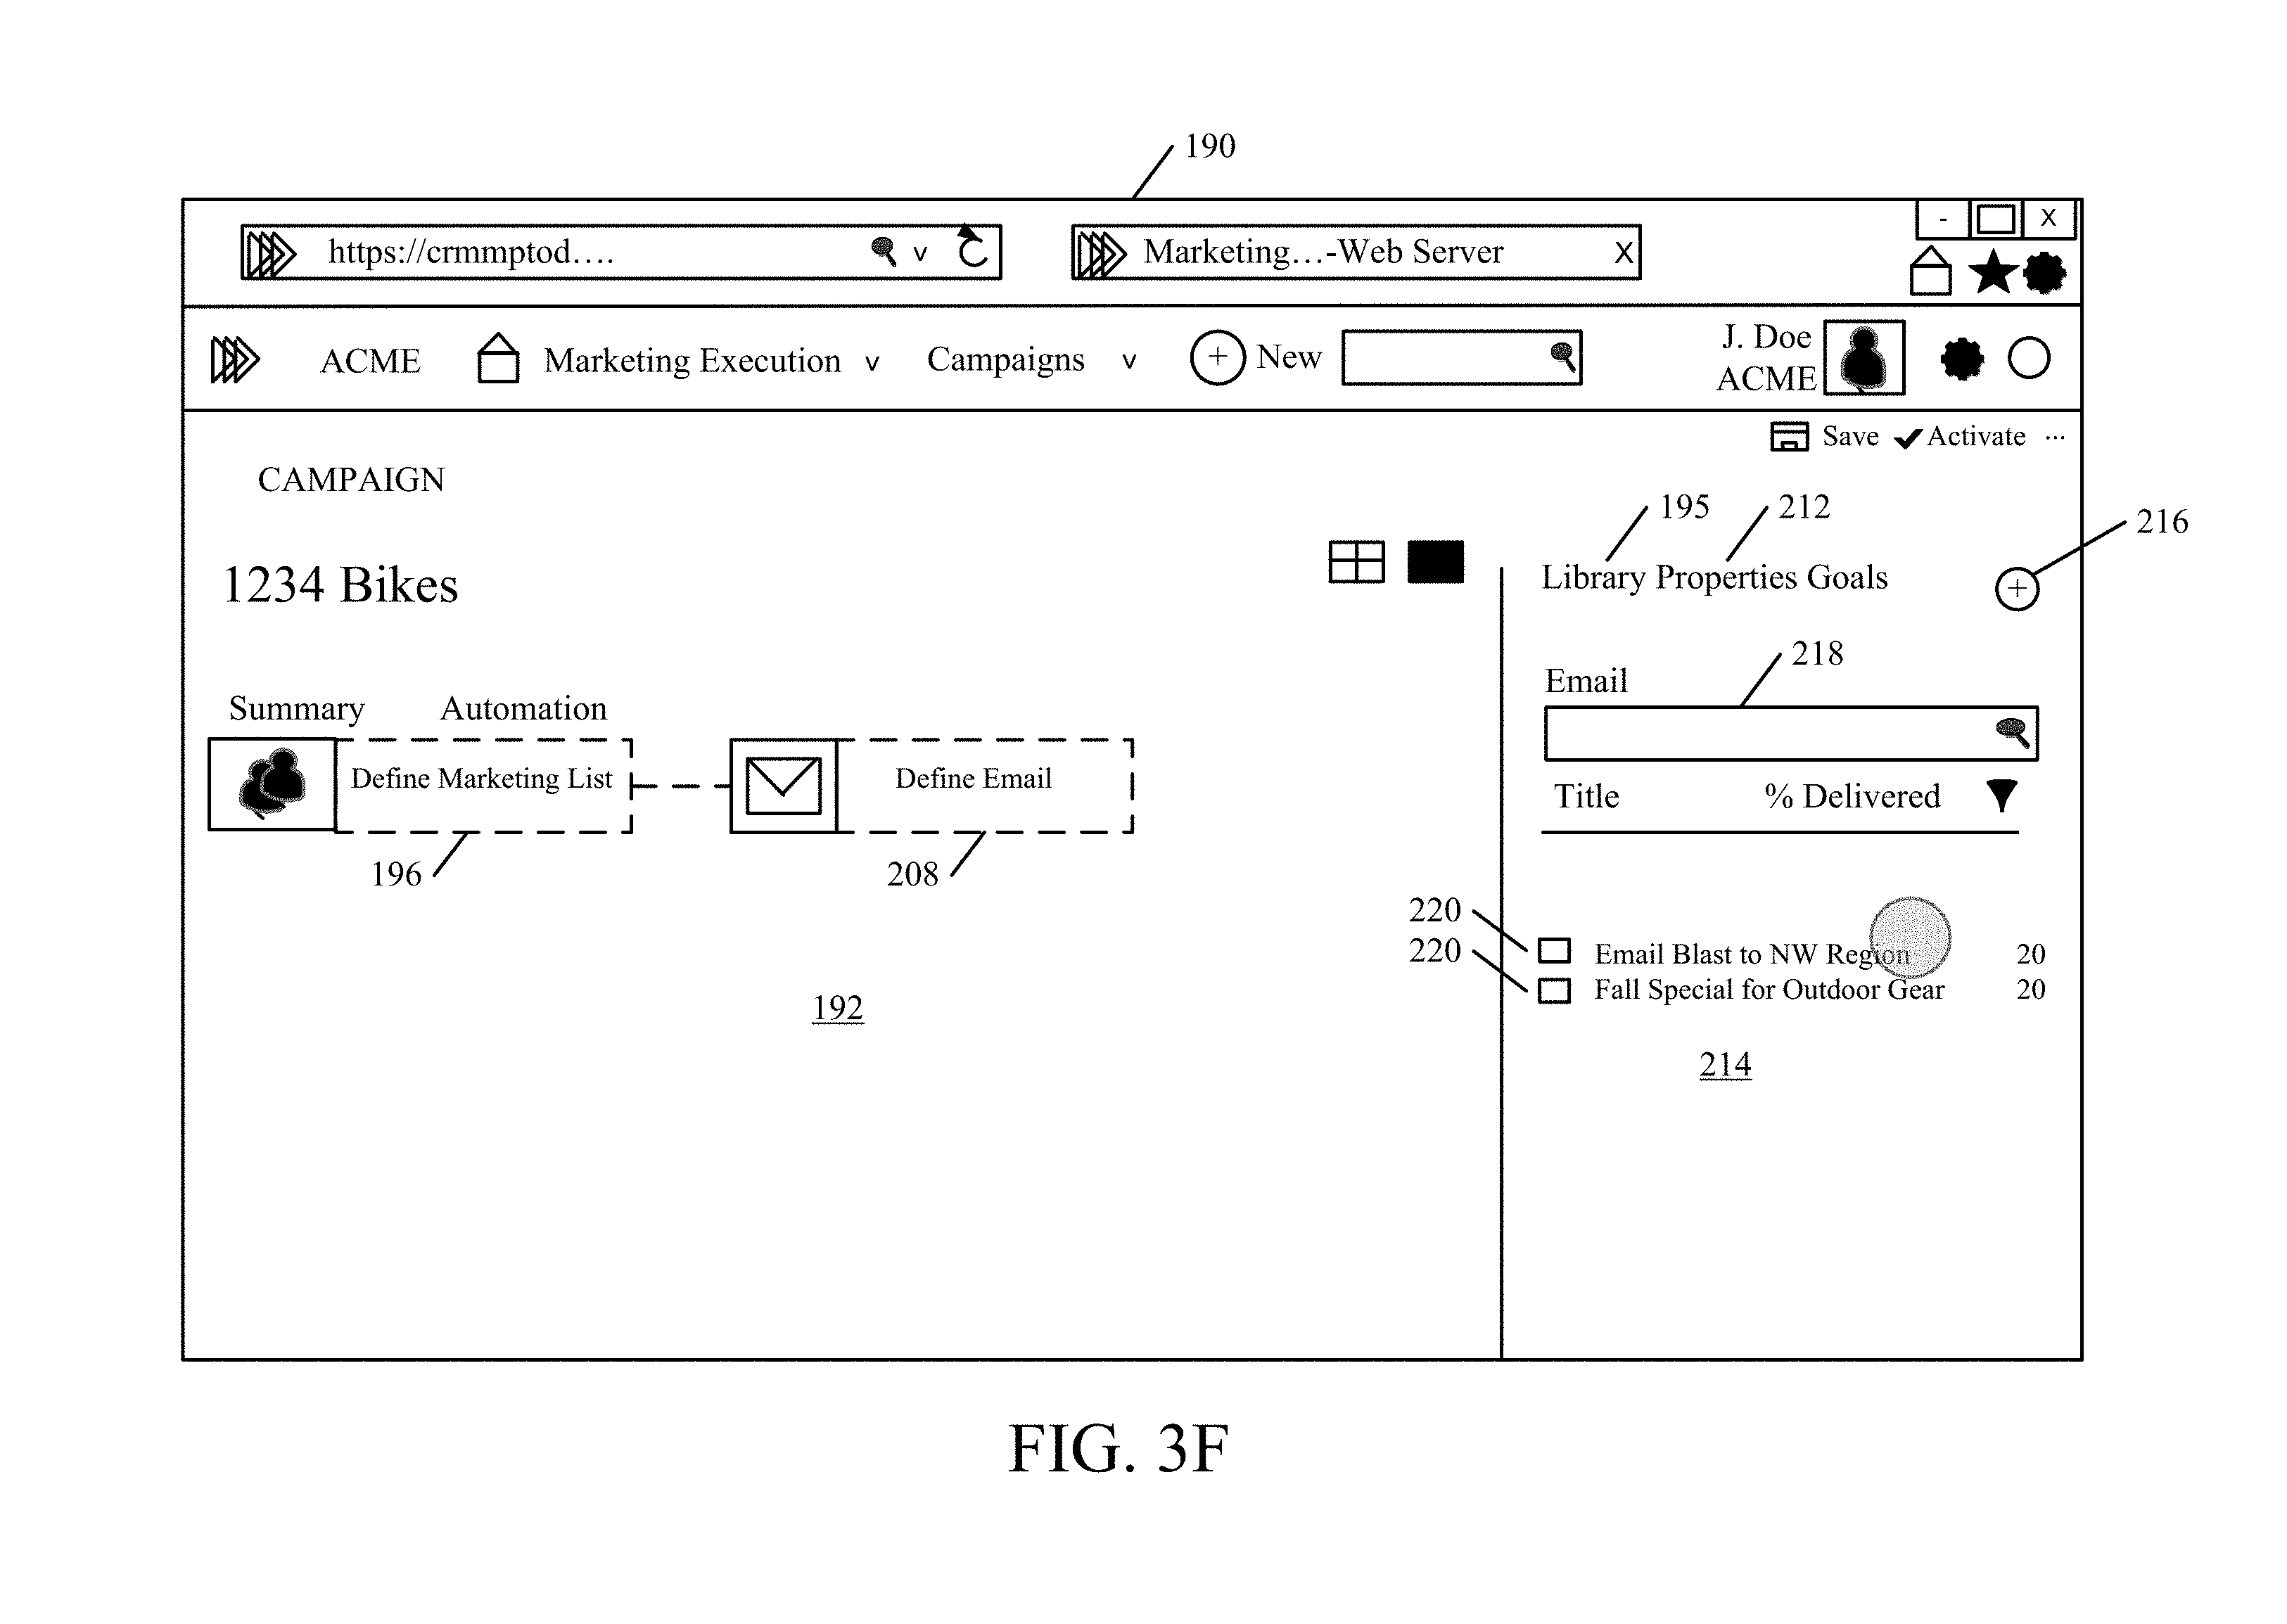 190
- X
https://crmmptod.... v Marketing...-Web Server X
ACME Marketing Execution v Campaigns v + New J. Doe
ACME
Save Activate ...
CAMPAIGN
195 212
216
1234 Bikes
Library Properties Goals +
218
Email
Summary Automation
Define Marketing List Define Email
Title % Delivered
196 208
220 Email Blast to NW Region 20
220 Fall Special for Outdoor Gear 20
192
214
FIG. 3F